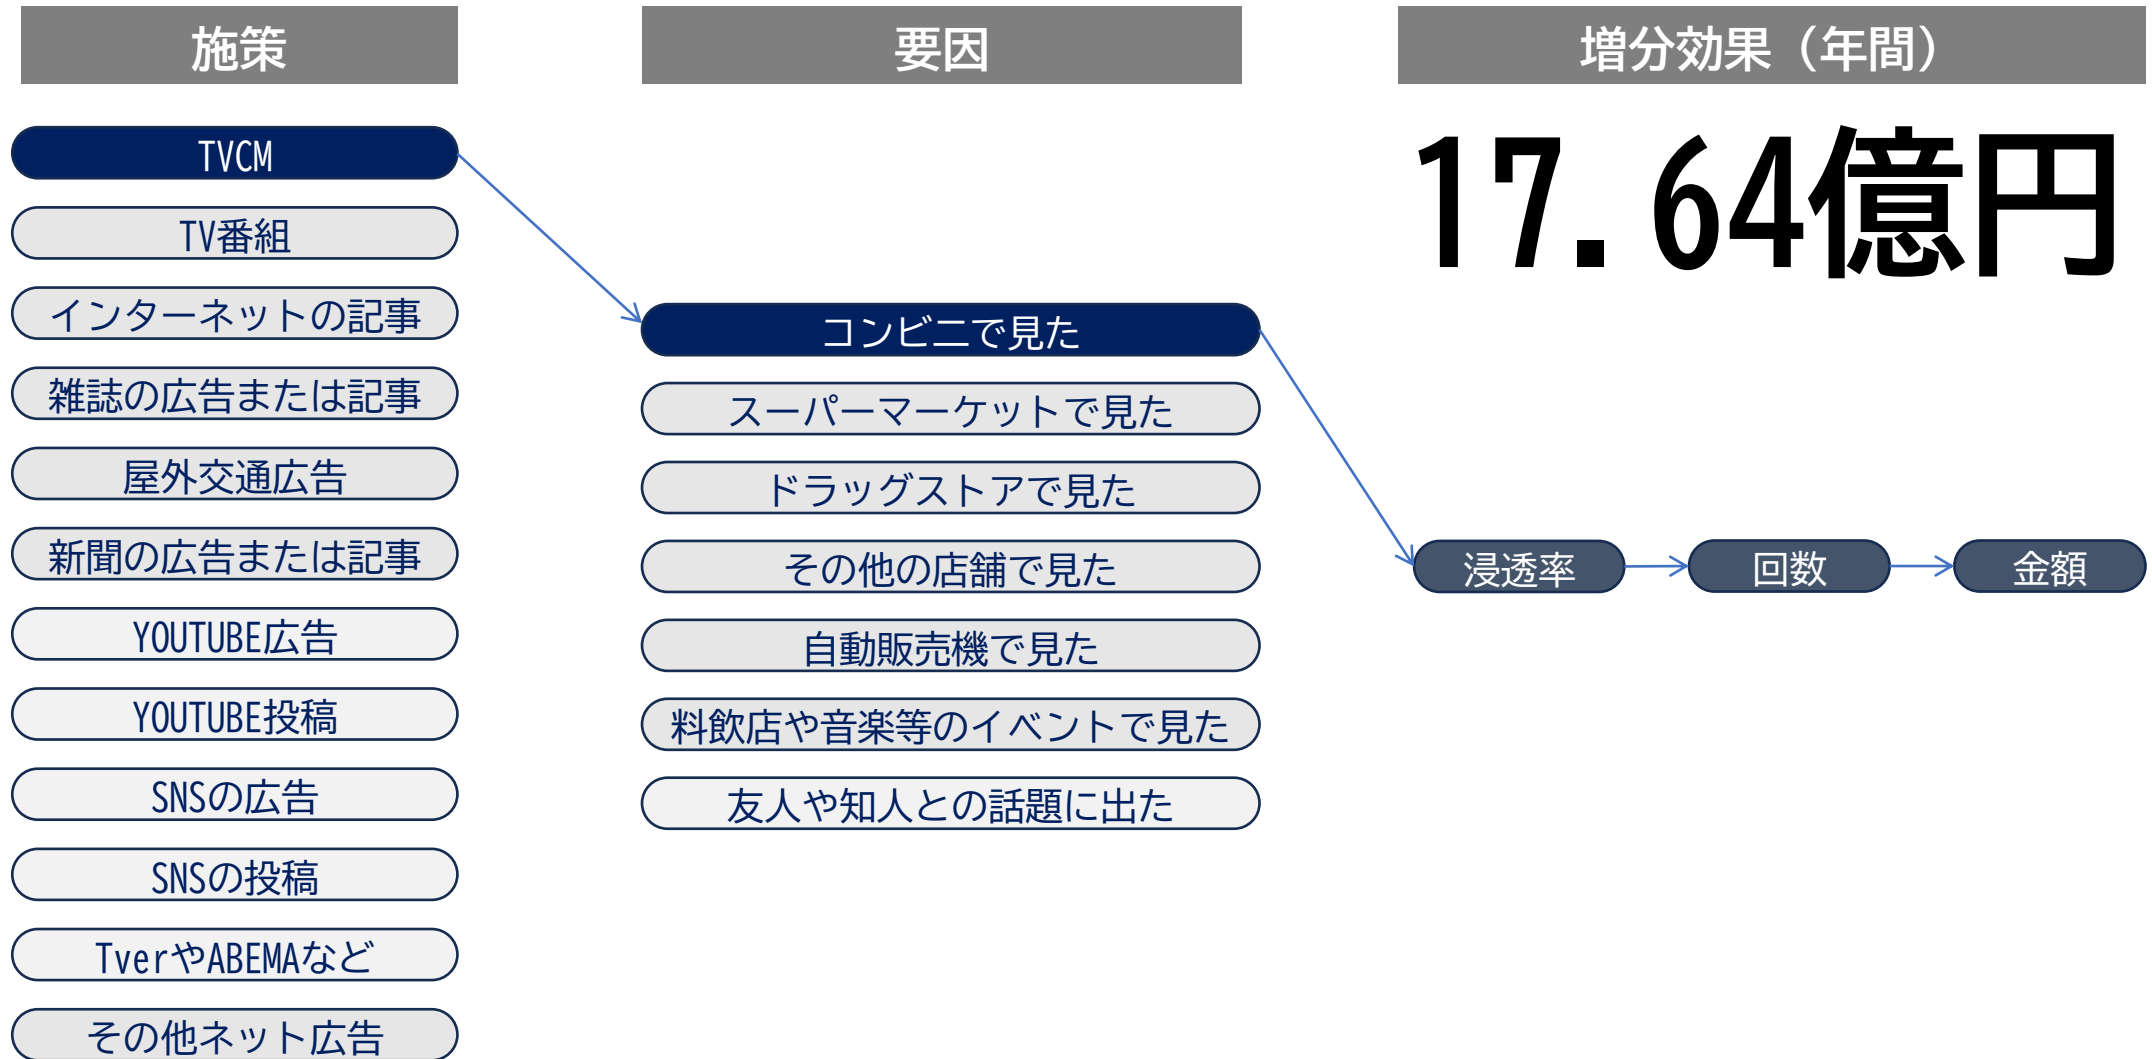 施策
TVCM
TV番組
インターネットの記事
雑誌の広告または記事
屋外交通広告
新聞の広告または記事
YOUTUBE広告
YOUTUBE投稿
SNSの広告
SNSの投稿
TverやABEMAなど
その他ネット広告
要因
コンビニで見た
スーパーマーケットで見た
ドラッグストアで見た
その他の店舗で見た
自動販売機で見た
料飲店や音楽等のイベントで見た
友人や知人との話題に出た
増分効果（年間）
17.64億円
浸透率
回数
金額